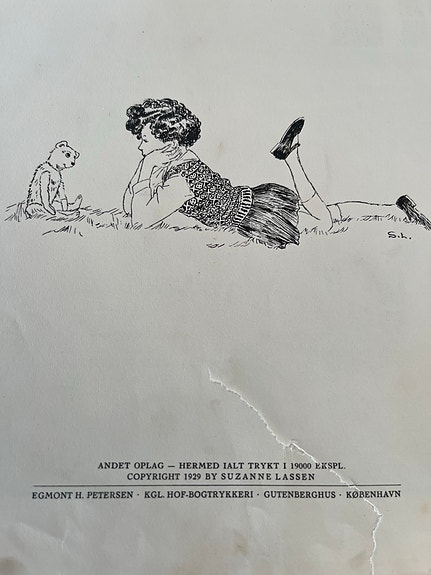 S.L.
ANDET OPLAG — HERMED IALT TRYKT I 19000 EKSPL.
COPYRIGHT 1929 BY SUZANNE LASSEN
EGMONT H. PETERSEN · KGL. HOF-BOGTRYKKERI · GUTENBERGHUS · KØBENHAVN